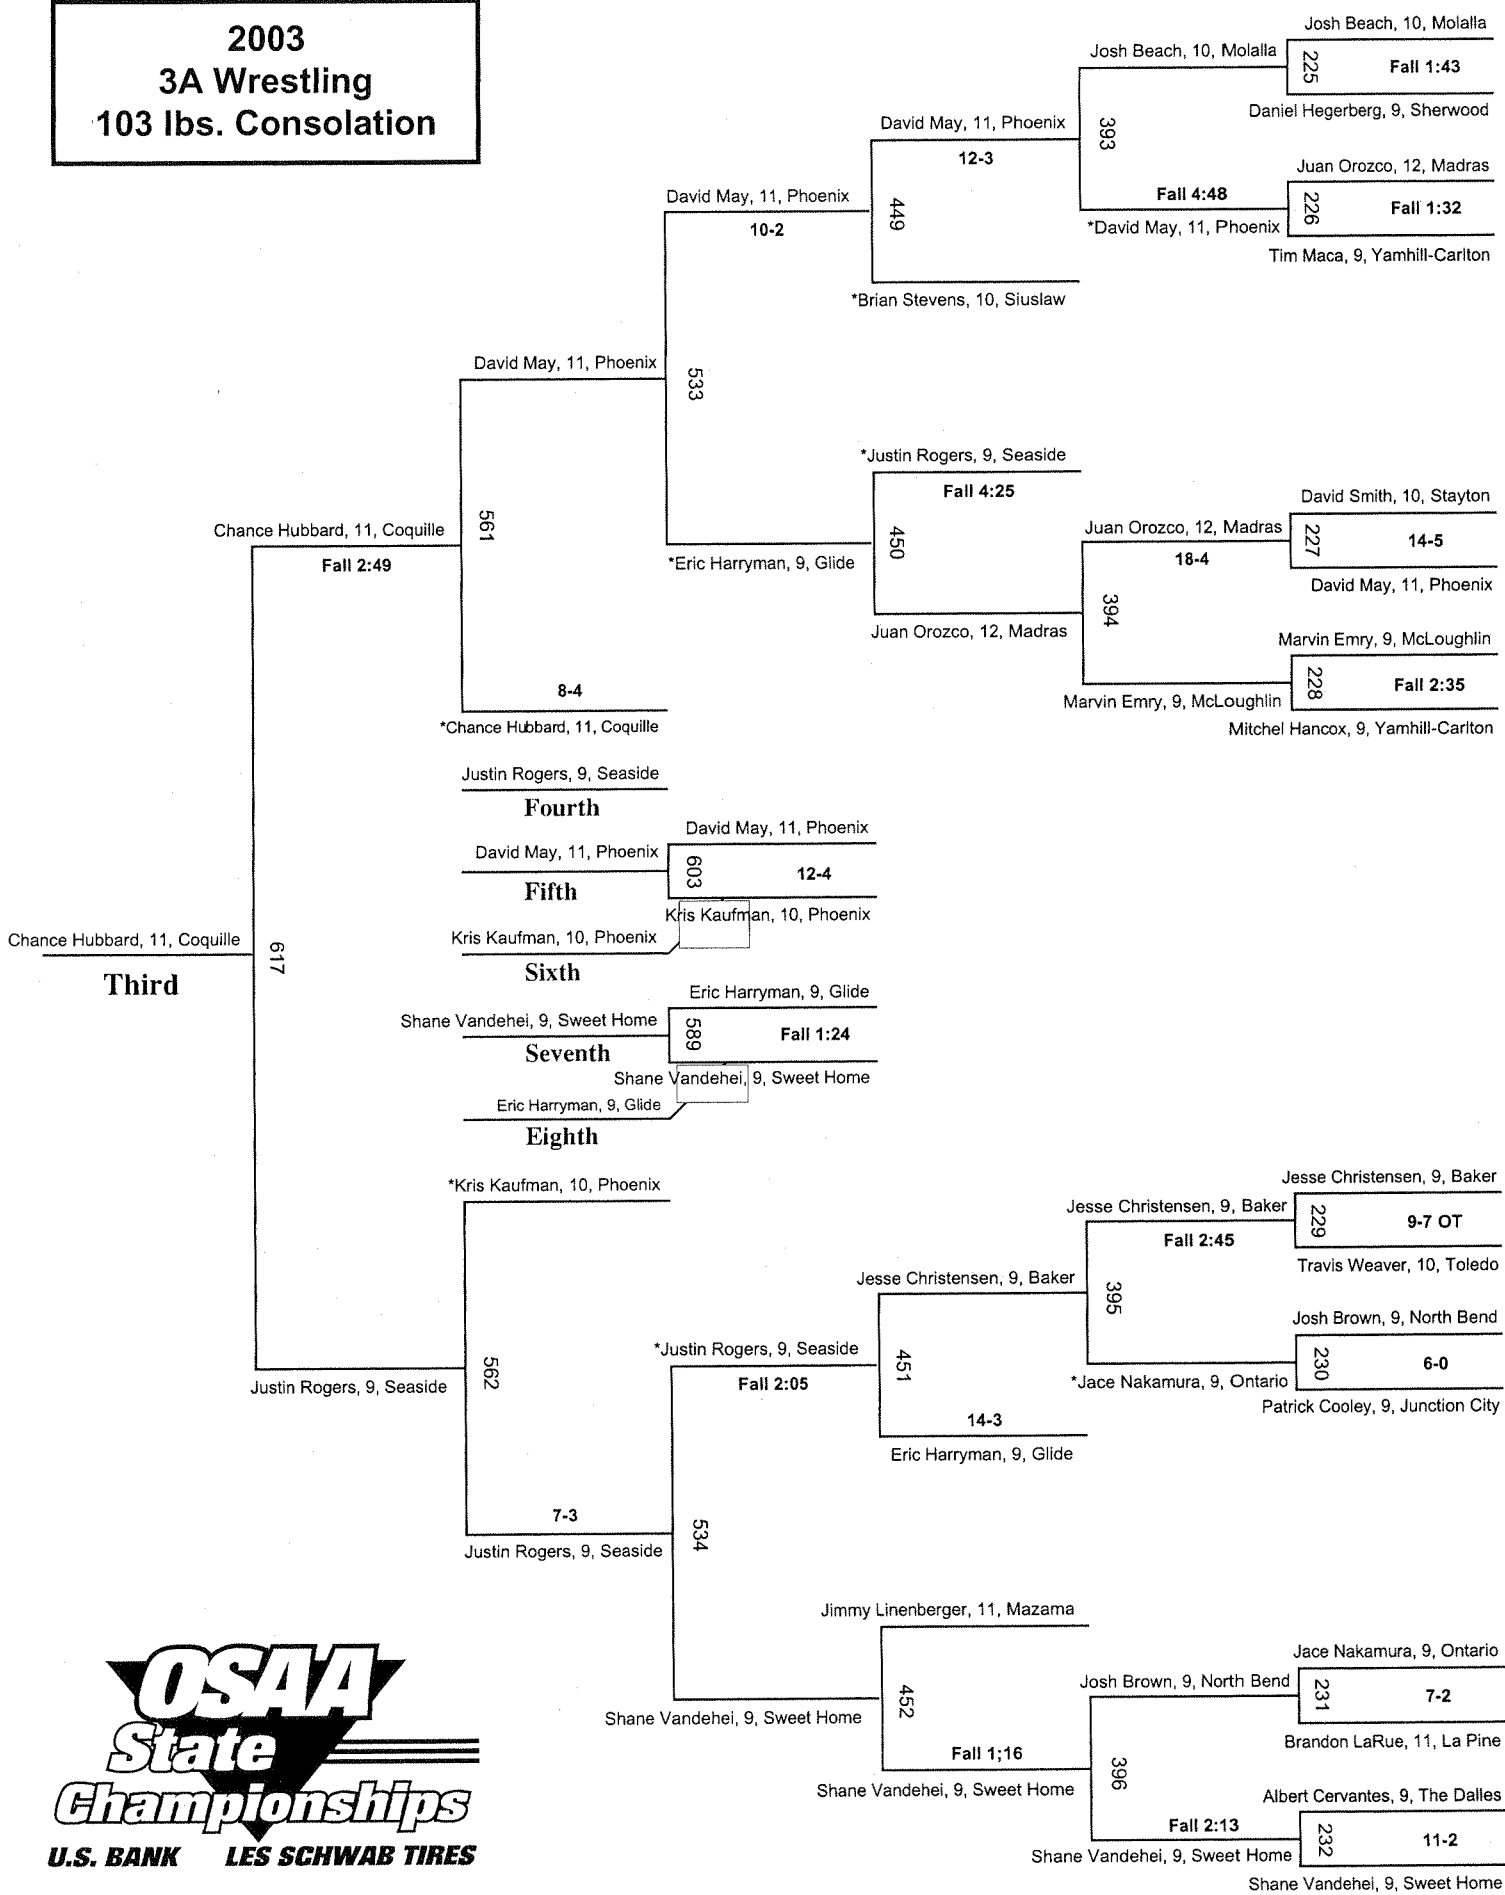 2003
3A Wrestling
103 lbs. Consolation
Josh Beach, 10, Molalla
225
Fall 1:43
Daniel Hegerberg, 9, Sherwood
Josh Beach, 10, Molalla
393
Juan Orozco, 12, Madras
226
Fall 1:32
Tim Maca, 9, Yamhill-Carlton
Fall 4:48
*David May, 11, Phoenix
David May, 11, Phoenix
12-3
449
*Brian Stevens, 10, Siuslaw
David May, 11, Phoenix
10-2
533
David May, 11, Phoenix
*Justin Rogers, 9, Seaside
Fall 4:25
450
*Eric Harryman, 9, Glide
Juan Orozco, 12, Madras
David Smith, 10, Stayton
227
14-5
David May, 11, Phoenix
Juan Orozco, 12, Madras
18-4
394
Marvin Emry, 9, McLoughlin
228
Fall 2:35
Mitchel Hancox, 9, Yamhill-Carlton
Marvin Emry, 9, McLoughlin
561
Chance Hubbard, 11, Coquille
Fall 2:49
8-4
*Chance Hubbard, 11, Coquille
Justin Rogers, 9, Seaside
Fourth
David May, 11, Phoenix
603
12-4
Kris Kaufman, 10, Phoenix
David May, 11, Phoenix
Fifth
Kris Kaufman, 10, Phoenix
Sixth
Chance Hubbard, 11, Coquille
Third
617
Eric Harryman, 9, Glide
589
Fall 1:24
Shane Vandehei, 9, Sweet Home
Shane Vandehei, 9, Sweet Home
Seventh
Eric Harryman, 9, Glide
Eighth
*Kris Kaufman, 10, Phoenix
562
Justin Rogers, 9, Seaside
7-3
Justin Rogers, 9, Seaside
Jesse Christensen, 9, Baker
229
9-7 OT
Travis Weaver, 10, Toledo
Jesse Christensen, 9, Baker
Fall 2:45
395
Josh Brown, 9, North Bend
230
6-0
Patrick Cooley, 9, Junction City
*Jace Nakamura, 9, Ontario
Jesse Christensen, 9, Baker
451
14-3
Eric Harryman, 9, Glide
*Justin Rogers, 9, Seaside
Fall 2:05
534
Jimmy Linenberger, 11, Mazama
452
Shane Vandehei, 9, Sweet Home
Fall 1;16
Shane Vandehei, 9, Sweet Home
Jace Nakamura, 9, Ontario
231
7-2
Brandon LaRue, 11, La Pine
Josh Brown, 9, North Bend
396
Albert Cervantes, 9, The Dalles
232
11-2
Shane Vandehei, 9, Sweet Home
Fall 2:13
Shane Vandehei, 9, Sweet Home
OSAA
State
Championships
U.S. BANK LES SCHWAB TIRES